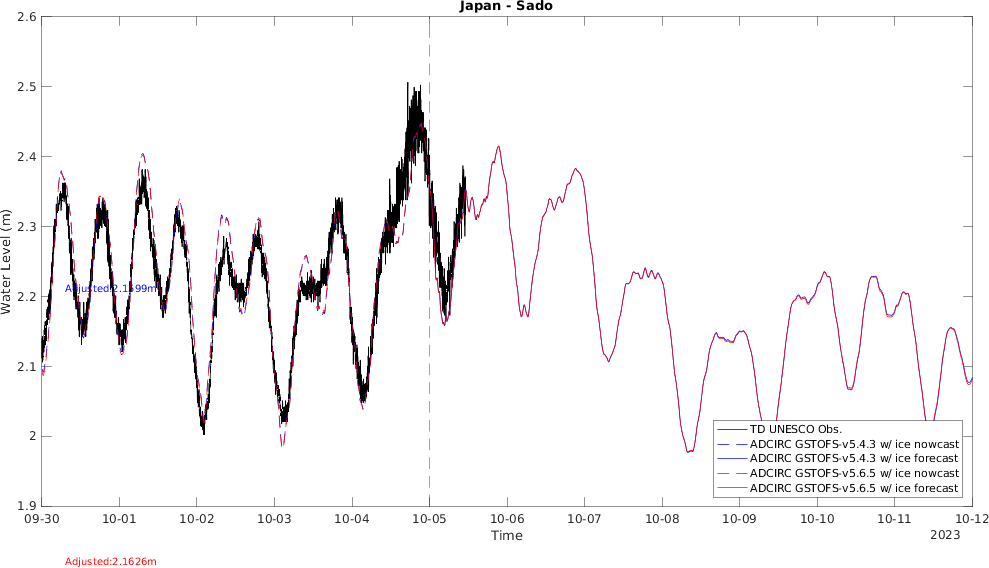 Japan - Sado
2.6
2.5
2.4
2.3
2.2
2.1
2
1.9
Water Level (m)
Adjusted:2.1599m
TD UNESCO Obs.
ADCIRC GSTOFS-v5.4.3 w/ ice nowcast
ADCIRC GSTOFS-v5.4.3 w/ ice forecast
ADCIRC GSTOFS-v5.6.5 w/ ice nowcast
ADCIRC GSTOFS-v5.6.5 w/ ice forecast
09-30 10-01 10-02 10-03 10-04 10-05 10-06 10-07 10-08 10-09 10-10 10-11 10-12
Time
2023
Adjusted:2.1626m